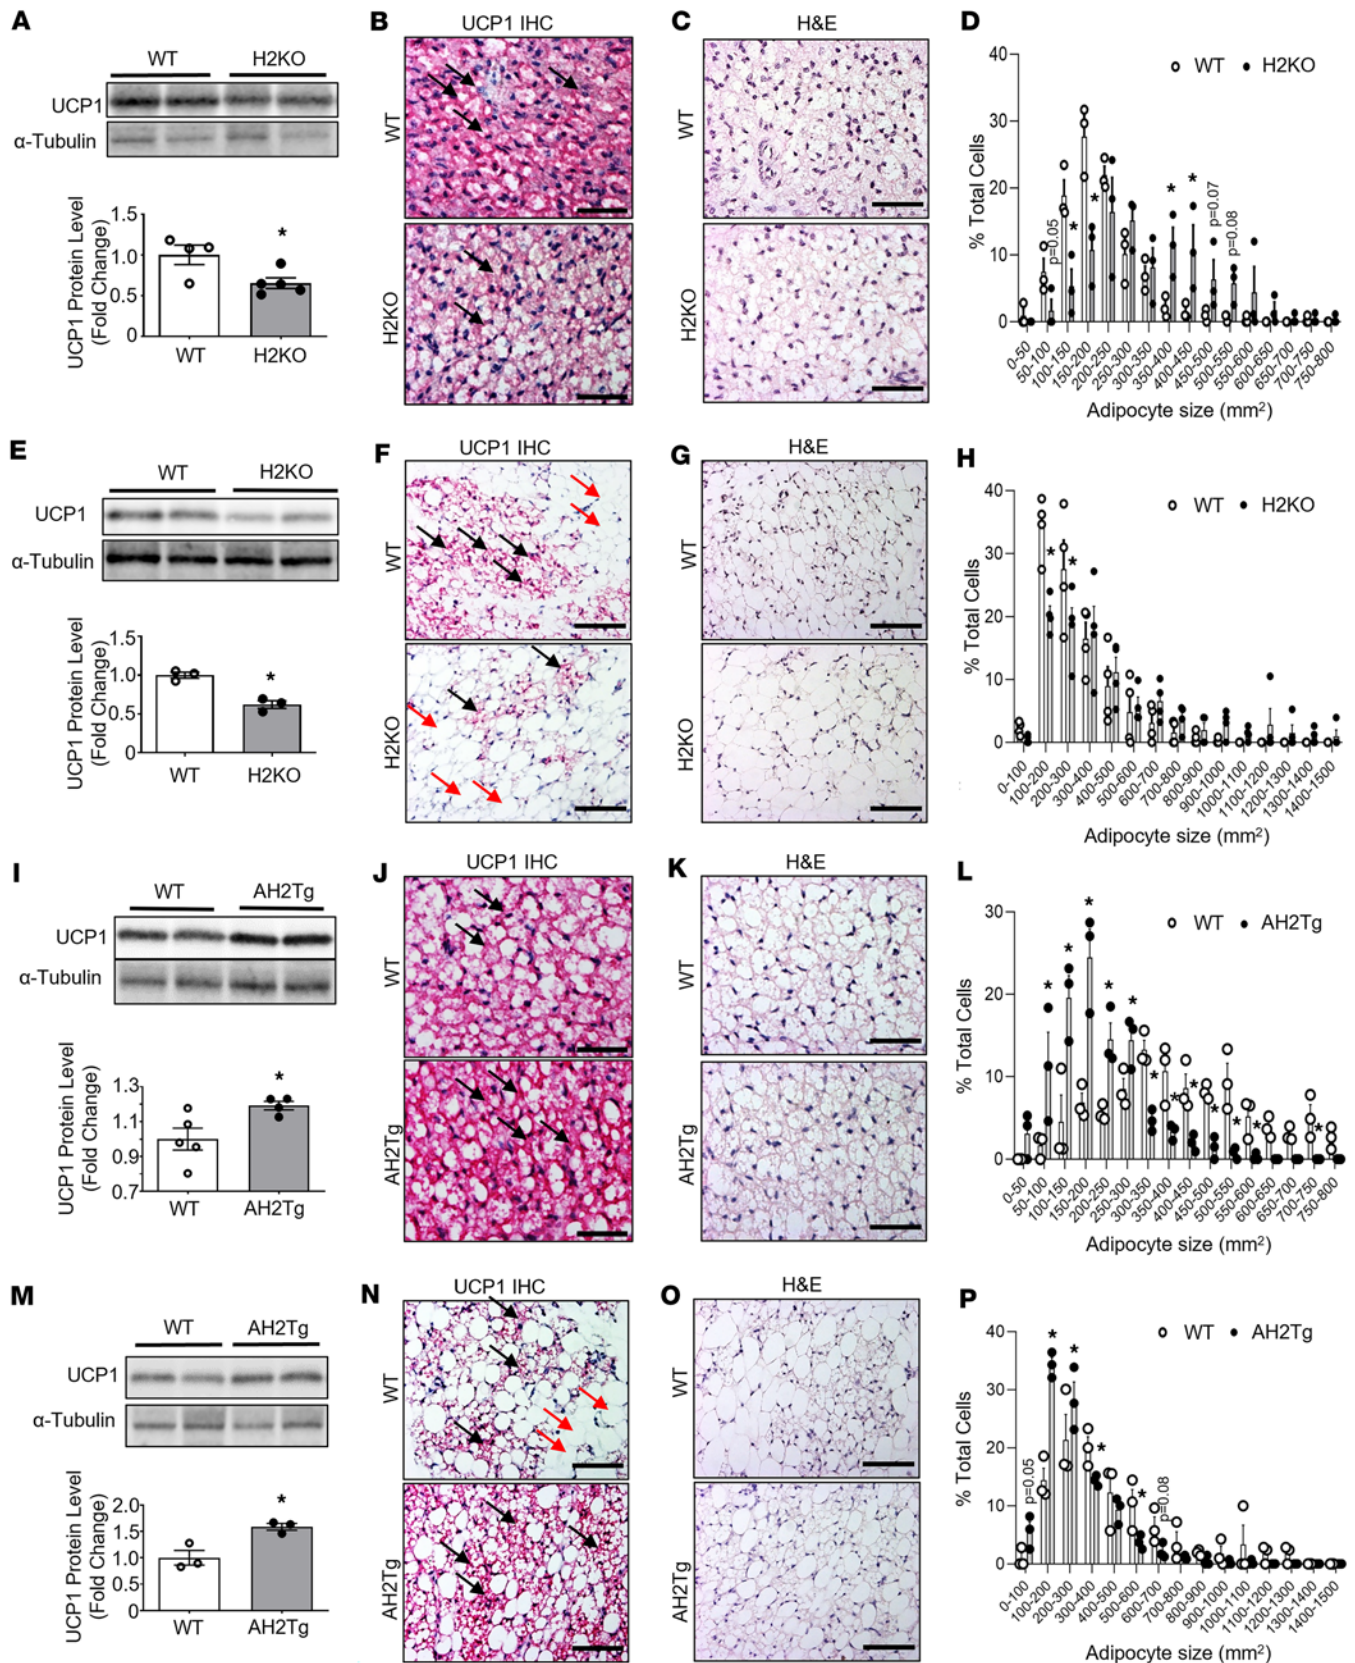 A
WT H2KO
UCP1
α-Tubulin
UCP1 Protein Level
(Fold Change)
1.5
1.0
0.5
0
WT H2KO
*
B
UCP1 IHC
WT
H2KO
C
H&E
WT
H2KO
D
WT H2KO
% Total Cells
40
30
20
10
0
p=0.05
*
*
*
*
p=0.07
p=0.08
0-50
50-100
100-150
150-200
200-250
250-300
300-350
350-400
400-450
450-500
500-550
550-600
600-650
650-700
700-750
750-800
Adipocyte size (mm²)
E
WT H2KO
UCP1
α-Tubulin
UCP1 Protein Level
(Fold Change)
1.5
1.0
0.5
0
WT H2KO
*
F
UCP1 IHC
WT
H2KO
G
H&E
WT
H2KO
H
WT H2KO
% Total Cells
40
30
20
10
0
*
*
0-100
100-200
200-300
300-400
400-500
500-600
600-700
700-800
800-900
900-1000
1000-1100
1100-1200
1200-1300
1300-1400
1400-1500
Adipocyte size (mm²)
I
WT AH2Tg
UCP1
α-Tubulin
UCP1 Protein Level
(Fold Change)
1.3
1.1
0.9
0.7
WT AH2Tg
*
J
UCP1 IHC
WT
AH2Tg
K
H&E
WT
AH2Tg
L
WT AH2Tg
% Total Cells
30
20
10
0
*
*
*
*
*
*
*
*
*
*
*
*
0-50
50-100
100-150
150-200
200-250
250-300
300-350
350-400
400-450
450-500
500-550
550-600
600-650
650-700
700-750
750-800
Adipocyte size (mm²)
M
WT AH2Tg
UCP1
α-Tubulin
UCP1 Protein Level
(Fold Change)
2.0
1.5
1.0
0.5
0
WT AH2Tg
*
N
UCP1 IHC
WT
AH2Tg
O
H&E
WT
AH2Tg
P
WT AH2Tg
% Total Cells
40
30
20
10
0
p=0.05
*
*
*
*
p=0.08
0-100
100-200
200-300
300-400
400-500
500-600
600-700
700-800
800-900
900-1000
1000-1100
1100-1200
1200-1300
1300-1400
1400-1500
Adipocyte size (mm²)